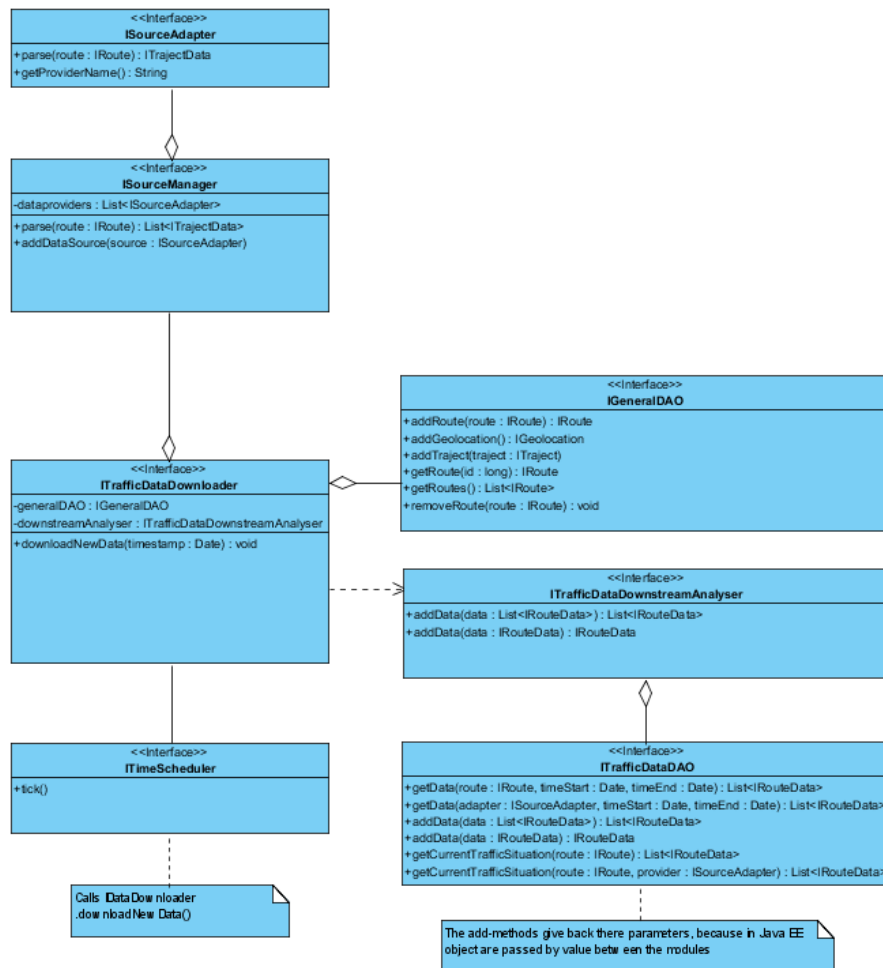 <<Interface>>
ISourceAdapter
+parse(route : IRoute) : ITrajectData
+getProviderName() : String
<<Interface>>
ISourceManager
-dataproviders : List<ISourceAdapter>
+parse(route : IRoute) : List<ITrajectData>
+addDataSource(source : ISourceAdapter)
<<Interface>>
IGeneralDAO
+addRoute(route : IRoute) : IRoute
+addGeolocation() : IGeolocation
+addTraject(traject : ITraject)
+getRoute(id : long) : IRoute
+getRoutes() : List<IRoute>
+removeRoute(route : IRoute) : void
<<Interface>>
ITrafficDataDownloader
-generalDAO : IGeneralDAO
-downstreamAnalyser : ITrafficDataDownstreamAnalyser
+downloadNewData(timestamp : Date) : void
<<Interface>>
ITrafficDataDownstreamAnalyser
+addData(data : List<IRouteData>) : List<IRouteData>
+addData(data : IRouteData) : IRouteData
<<Interface>>
ITimeScheduler
+tick()
<<Interface>>
ITrafficDataDAO
+getData(route : IRoute, timeStart : Date, timeEnd : Date) : List<IRouteData>
+getData(adapter : ISourceAdapter, timeStart : Date, timeEnd : Date) : List<IRouteData>
+addData(data : List<IRouteData>) : List<IRouteData>
+addData(data : IRouteData) : IRouteData
+getCurrentTrafficSituation(route : IRoute) : List<IRouteData>
+getCurrentTrafficSituation(route : IRoute, provider : ISourceAdapter) : List<IRouteData>
Calls IDataDownloader
.downloadNewData()
The add-methods give back there parameters, because in Java EE
object are passed by value between the modules